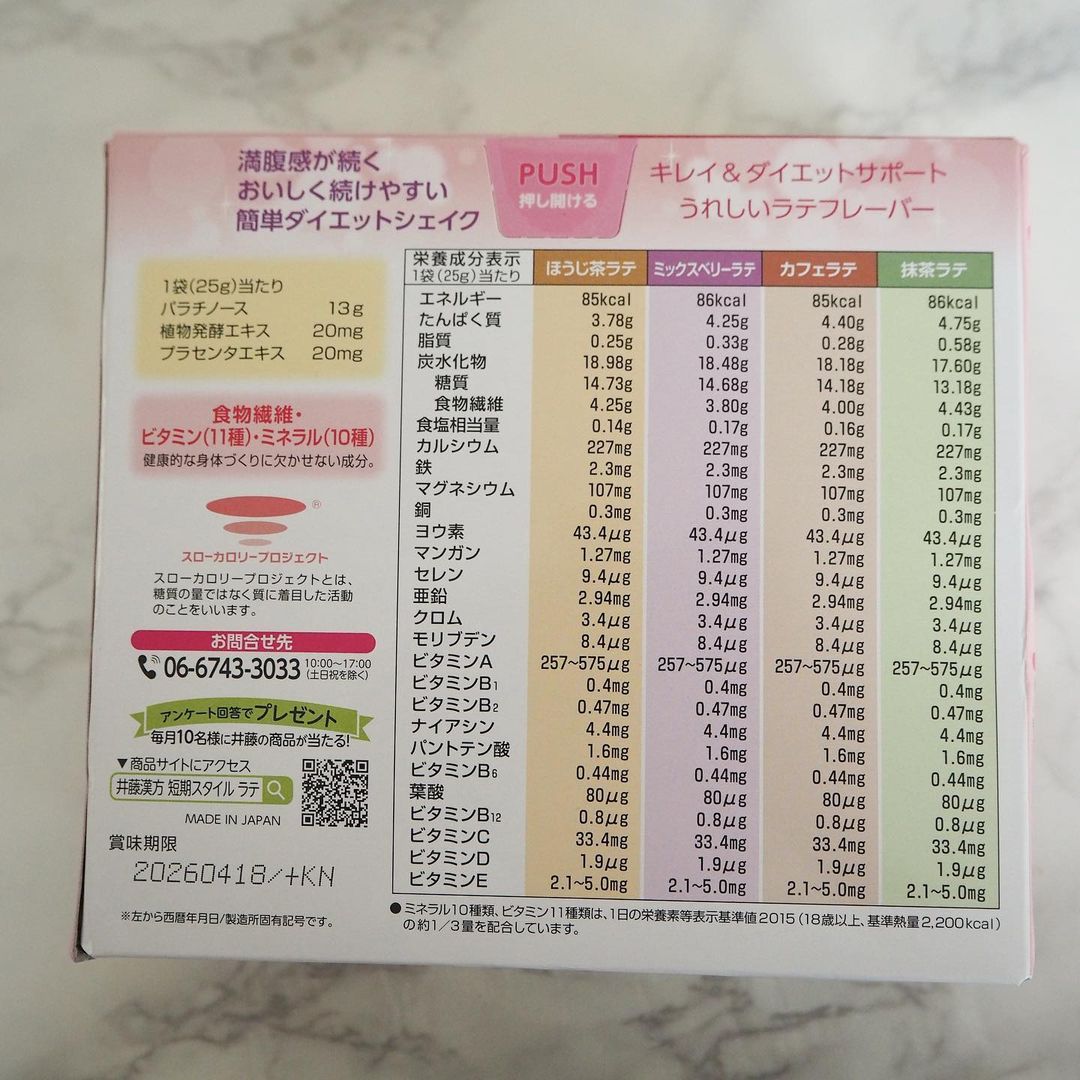 満腹感が続く
おいしく続けやすい
簡単ダイエットシェイク
PUSH
押し開ける
キレイ&ダイエットサポート
うれしいラテフレーバー
1袋(25g)当たり
パラチノース 13g
植物発酵エキス 20mg
プラセンタエキス 20mg
食物繊維・
ビタミン(11種)・ミネラル(10種)
健康的な身体づくりに欠かせない成分。
®
スローカロリープロジェクト
スローカロリープロジェクトとは、
糖質の量ではなく質に着目した活動
のことをいいます。
お問合せ先
06-6743-3033 10:00〜17:00
(土日祝を除く)
アンケート回答でプレゼント
毎月10名様に井藤の商品が当たる!
▼商品サイトにアクセス
井藤漢方 短期スタイル ラテ
MADE IN JAPAN
賞味期限
20260418/+KN
※左から西暦年月日/製造所固有記号です。
栄養成分表示
1袋(25g)当たり ほうじ茶ラテ ミックスベリーラテ カフェラテ 抹茶ラテ
エネルギー 85kcal 86kcal 85kcal 86kcal
たんぱく質 3.78g 4.25g 4.40g 4.75g
脂質 0.25g 0.33g 0.28g 0.58g
炭水化物 18.98g 18.48g 18.18g 17.60g
糖質 14.73g 14.68g 14.18g 13.18g
食物繊維 4.25g 3.80g 4.00g 4.43g
食塩相当量 0.14g 0.17g 0.16g 0.17g
カルシウム 227mg 227mg 227mg 227mg
鉄 2.3mg 2.3mg 2.3mg 2.3mg
マグネシウム 107mg 107mg 107mg 107mg
銅 0.3mg 0.3mg 0.3mg 0.3mg
ヨウ素 43.4μg 43.4μg 43.4μg 43.4μg
マンガン 1.27mg 1.27mg 1.27mg 1.27mg
セレン 9.4μg 9.4μg 9.4μg 9.4μg
亜鉛 2.94mg 2.94mg 2.94mg 2.94mg
クロム 3.4μg 3.4μg 3.4μg 3.4μg
モリブデン 8.4μg 8.4μg 8.4μg 8.4μg
ビタミンA 257~575μg 257~575μg 257~575μg 257~575μg
ビタミンB1 0.4mg 0.4mg 0.4mg 0.4mg
ビタミンB2 0.47mg 0.47mg 0.47mg 0.47mg
ナイアシン 4.4mg 4.4mg 4.4mg 4.4mg
パントテン酸 1.6mg 1.6mg 1.6mg 1.6mg
ビタミンB6 0.44mg 0.44mg 0.44mg 0.44mg
葉酸 80μg 80μg 80μg 80μg
ビタミンB12 0.8μg 0.8μg 0.8μg 0.8μg
ビタミンC 33.4mg 33.4mg 33.4mg 33.4mg
ビタミンD 1.9μg 1.9μg 1.9μg 1.9μg
ビタミンE 2.1~5.0mg 2.1~5.0mg 2.1~5.0mg 2.1~5.0mg
●ミネラル10種類、ビタミン11種類は、1日の栄養素等表示基準値2015(18歳以上、基準熱量2,200kcal)
の約1/3量を配合しています。